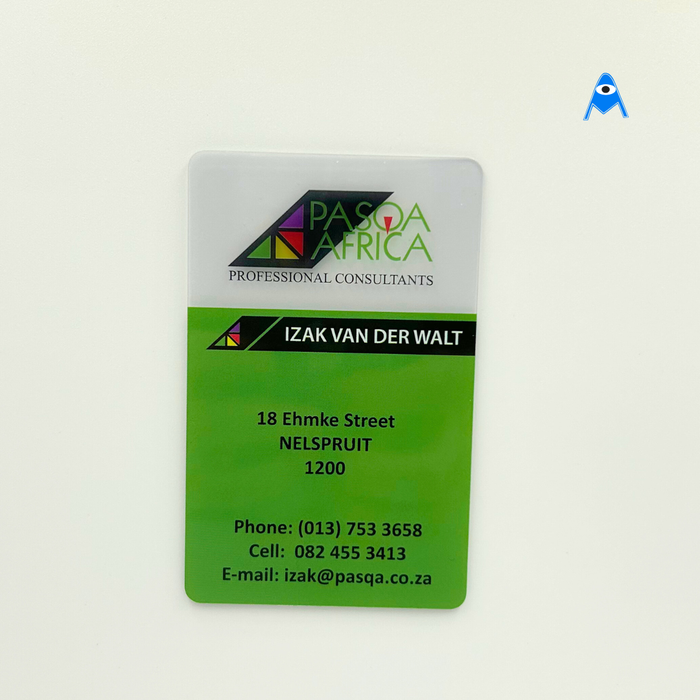 PASQA
AFRICA
PROFESSIONAL CONSULTANTS
IZAK VAN DER WALT
18 Ehmke Street
NELSPRUIT
1200
Phone: (013) 753 3658
Cell: 082 455 3413
E-mail: izak@pasqa.co.za